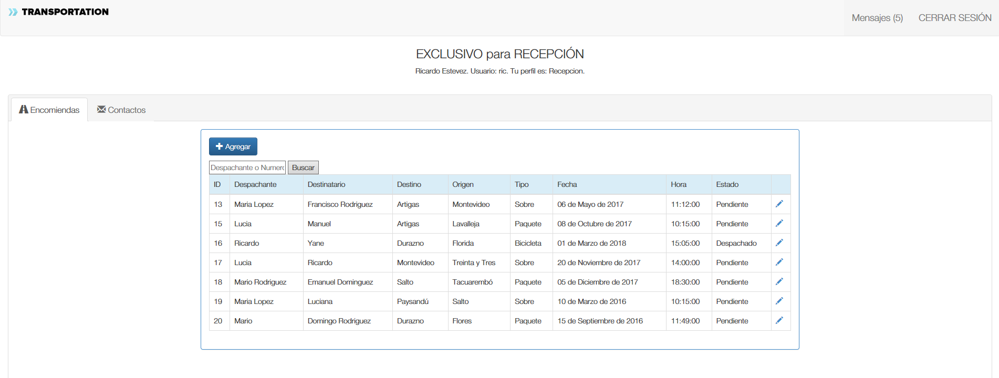 TRANSPORTATION
Mensajes (5) CERRAR SESIÓN
EXCLUSIVO para RECEPCIÓN
Ricardo Estevez. Usuario: ric. Tu perfil es: Recepcion.
Encomiendas Contactos
Agregar
Despachante o Numero Buscar
ID Despachante Destinatario Destino Origen Tipo Fecha Hora Estado
13 Maria Lopez Francisco Rodriguez Artigas Montevideo Sobre 06 de Mayo de 2017 11:12:00 Pendiente
15 Lucia Manuel Artigas Lavalleja Paquete 08 de Octubre de 2017 10:15:00 Pendiente
16 Ricardo Yane Durazno Florida Bicicleta 01 de Marzo de 2018 15:05:00 Despachado
17 Lucia Ricardo Montevideo Treinta y Tres Sobre 20 de Noviembre de 2017 14:00:00 Pendiente
18 Mario Rodriguez Emanuel Dominguez Salto Tacuarembó Paquete 05 de Diciembre de 2017 18:30:00 Pendiente
19 Maria Lopez Luciana Paysandú Salto Sobre 10 de Marzo de 2016 10:15:00 Pendiente
20 Mario Domingo Rodriguez Durazno Flores Paquete 15 de Septiembre de 2016 11:49:00 Pendiente